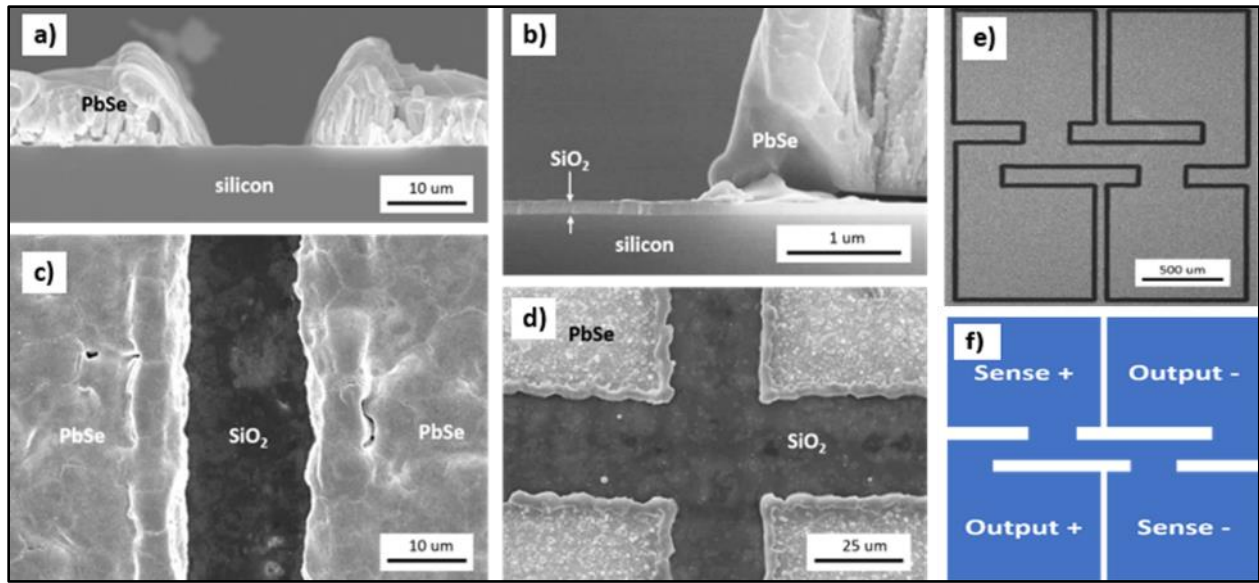 a)
PbSe
silicon
10 um
b)
SiO₂
PbSe
silicon
1 um
c)
PbSe
SiO₂
PbSe
10 um
d)
PbSe
SiO₂
25 um
e)
500 um
f)
Sense +
Output -
Output +
Sense -